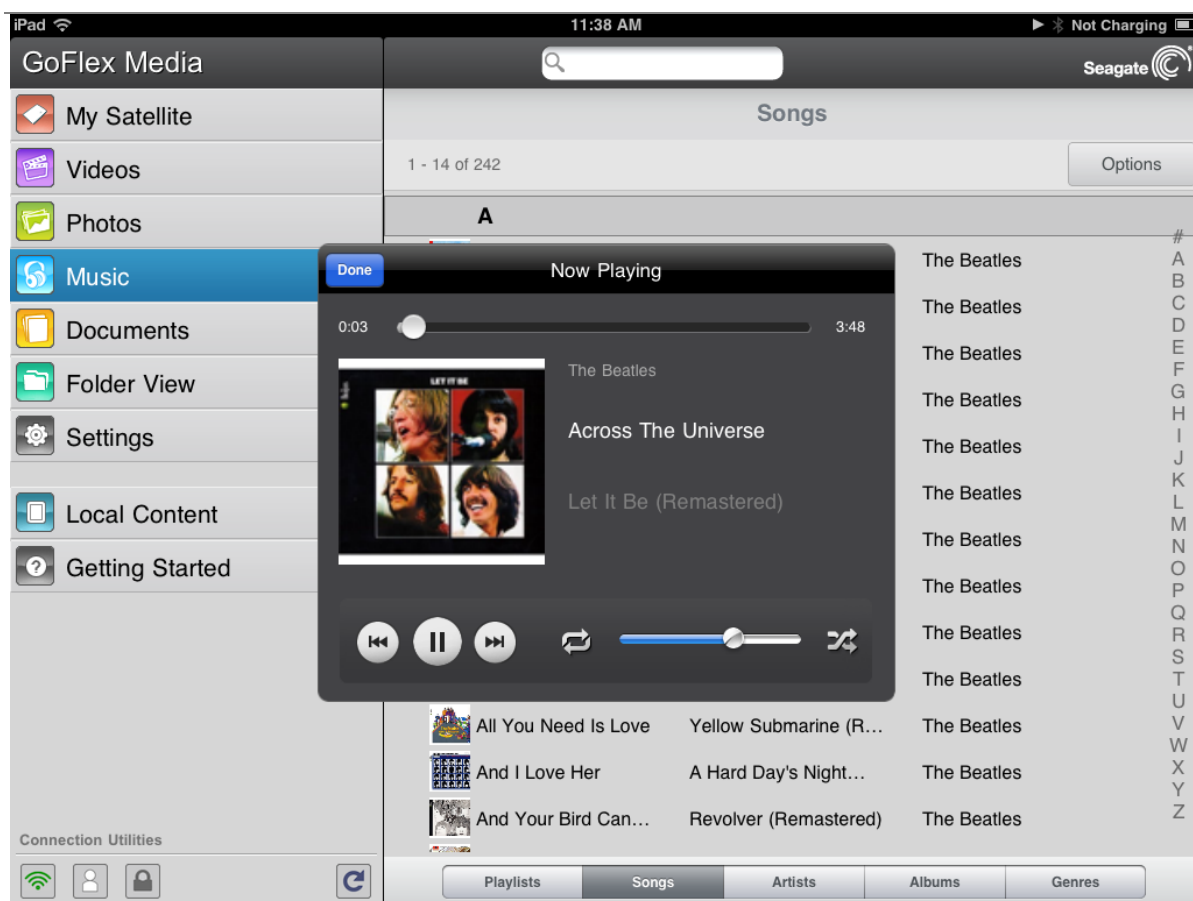 iPad
11:38 AM
Not Charging
GoFlex Media
Seagate
My Satellite
Videos
Photos
Music
Documents
Folder View
Settings
Local Content
Getting Started
Connection Utilities
Songs
1 - 14 of 242
Options
A
Done
Now Playing
0:03
3:48
LET IT BE
The Beatles
Across The Universe
Let It Be (Remastered)
The Beatles
The Beatles
The Beatles
The Beatles
The Beatles
The Beatles
The Beatles
The Beatles
The Beatles
The Beatles
All You Need Is Love Yellow Submarine (R... The Beatles
And I Love Her A Hard Day's Night... The Beatles
And Your Bird Can... Revolver (Remastered) The Beatles
#
A
B
C
D
E
F
G
H
I
J
K
L
M
N
O
P
Q
R
S
T
U
V
W
X
Y
Z
Playlists Songs Artists Albums Genres